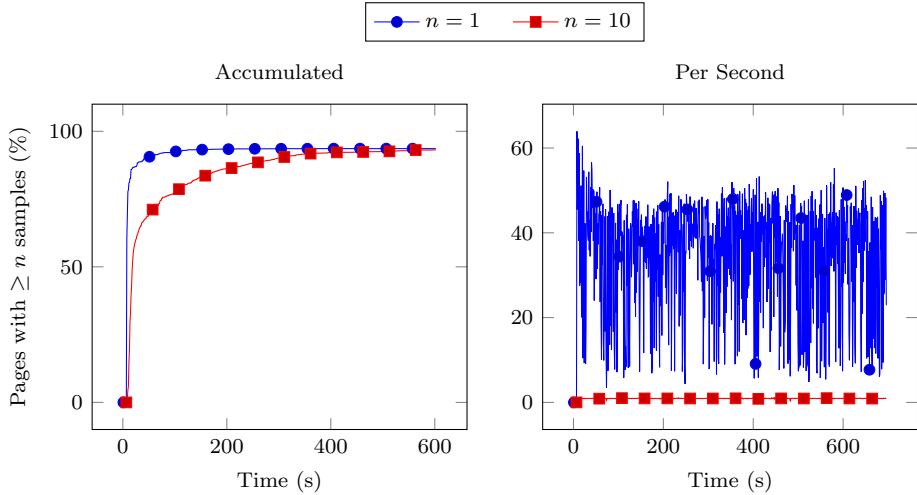 n = 1 n = 10
Accumulated
Per Second
Pages with ≥ n samples (%)
100
50
0
0 200 400 600
Time (s)
60
40
20
0
0 200 400 600
Time (s)